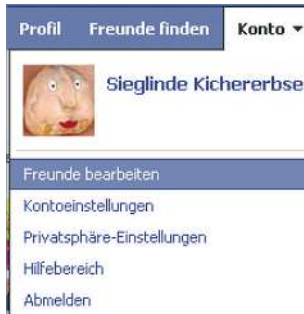 Profil Freunde finden Konto
Sieglinde Kichererbse
Freunde bearbeiten
Kontoeinstellungen
Privatsphäre-Einstellungen
Hilfebereich
Abmelden